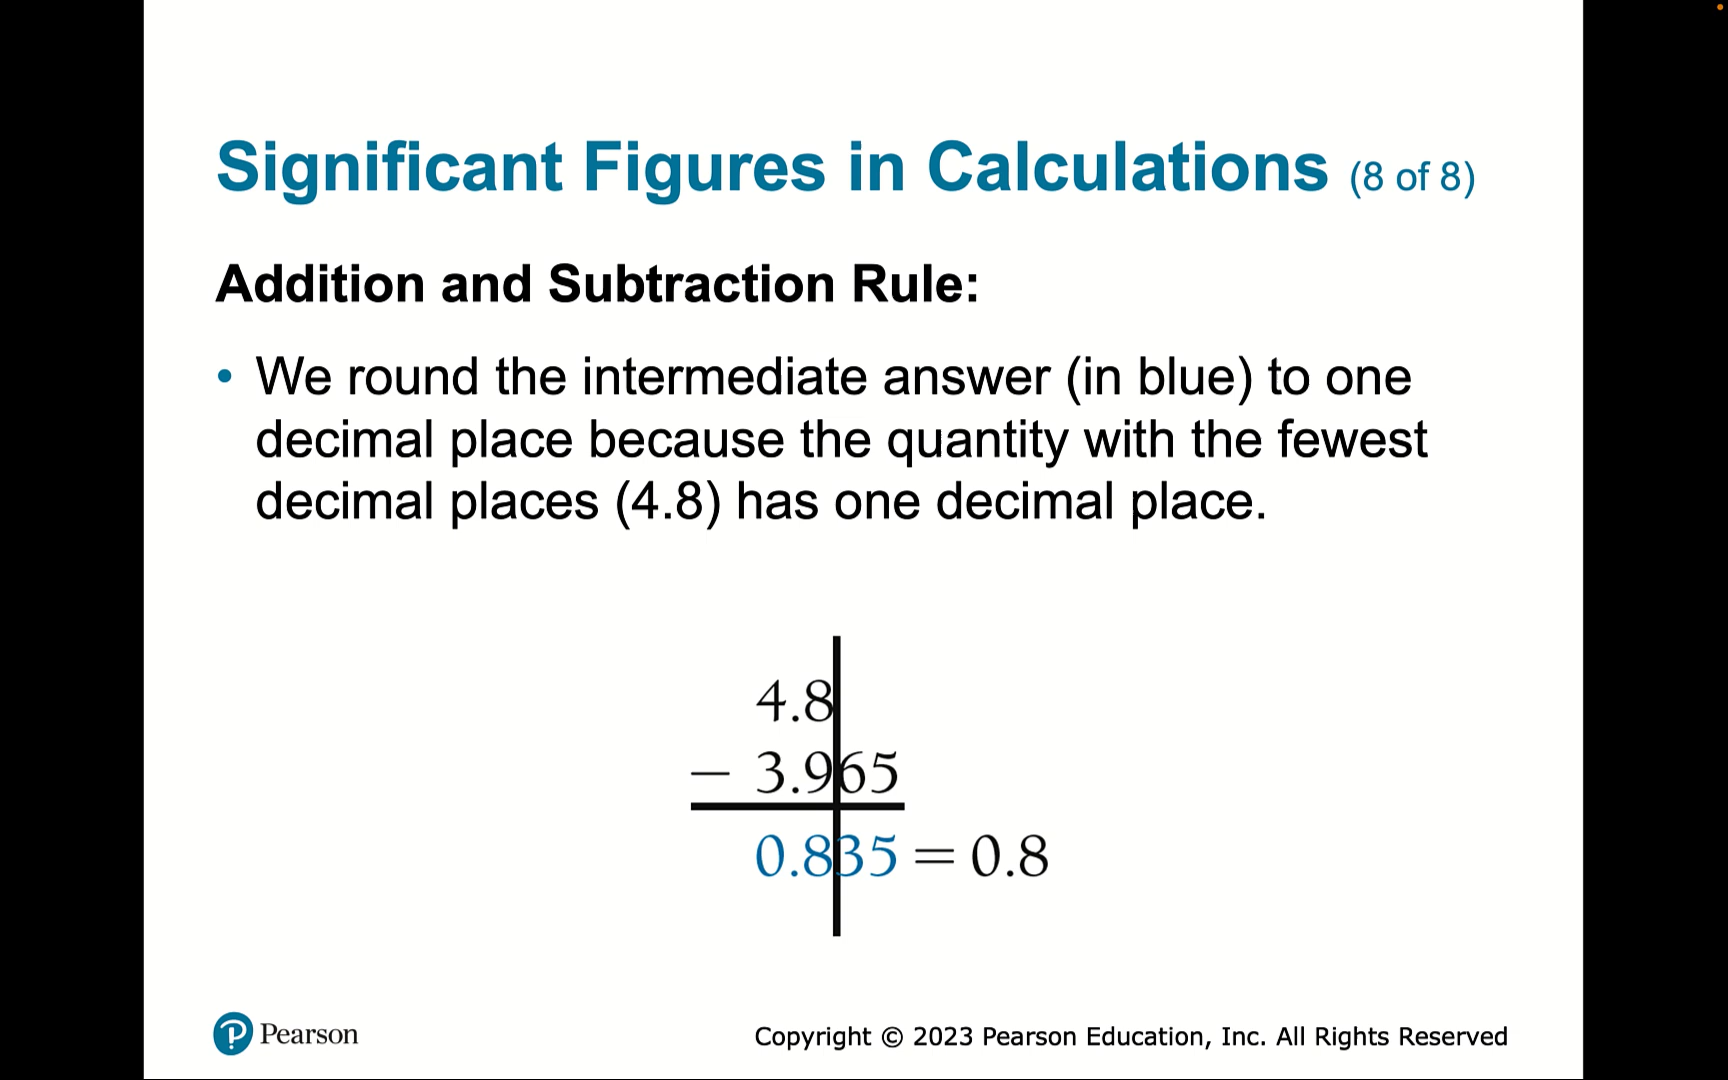 Significant Figures in Calculations (8 of 8)
Addition and Subtraction Rule:
• We round the intermediate answer (in blue) to one
decimal place because the quantity with the fewest
decimal places (4.8) has one decimal place.
4.8
− 3.965
0.835 = 0.8
Pearson
Copyright © 2023 Pearson Education, Inc. All Rights Reserved